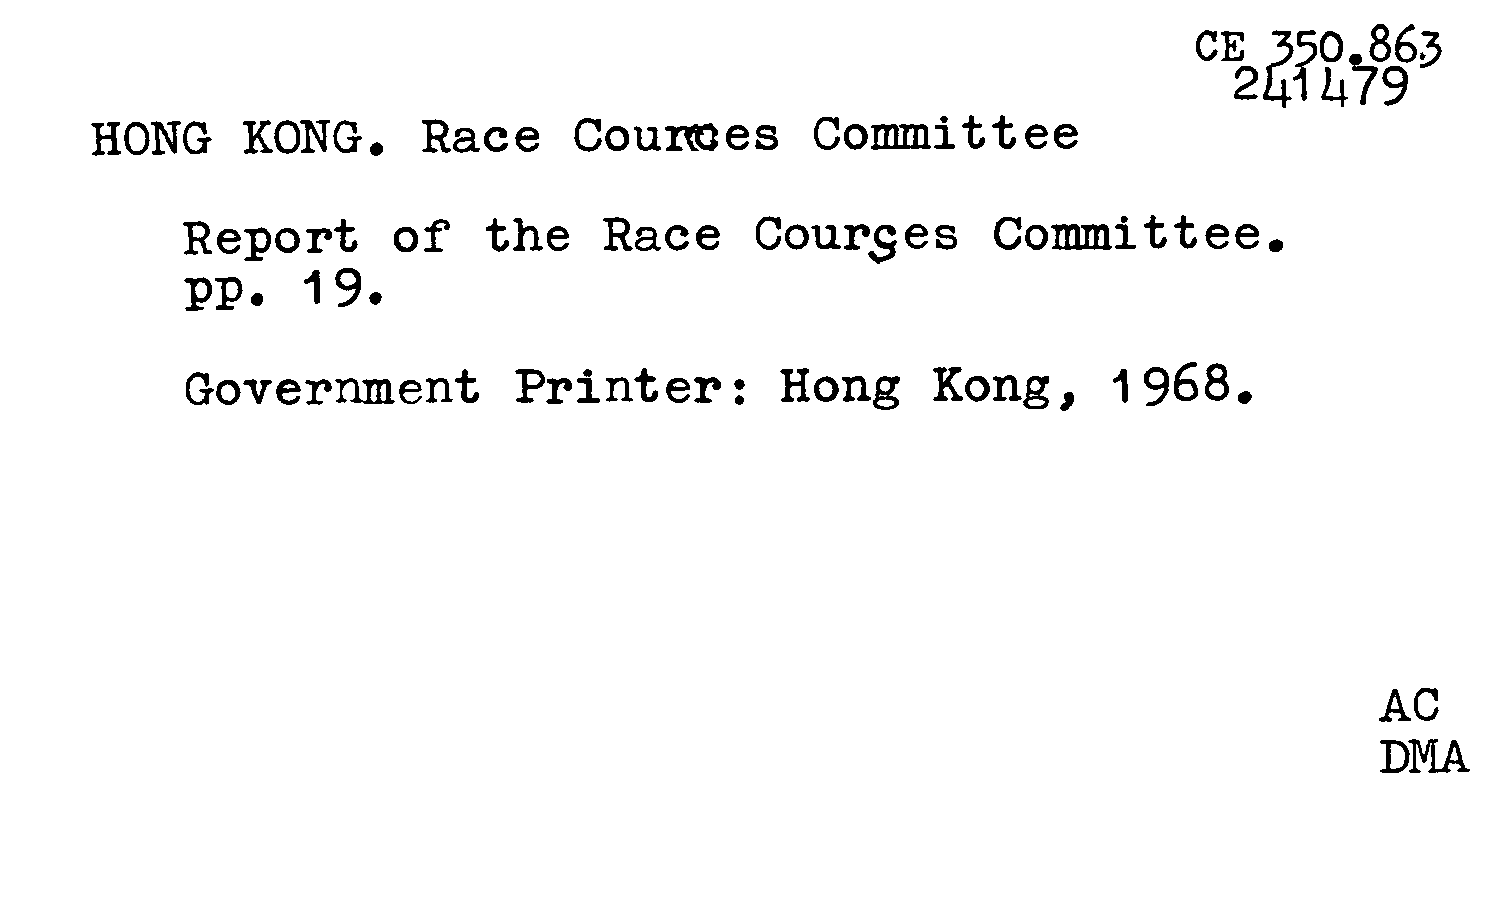 CE 350.863
241479
HONG KONG. Race Courses Committee
Report of the Race Courses Committee.
pp. 19.
Government Printer: Hong Kong, 1968.
AC
DMA